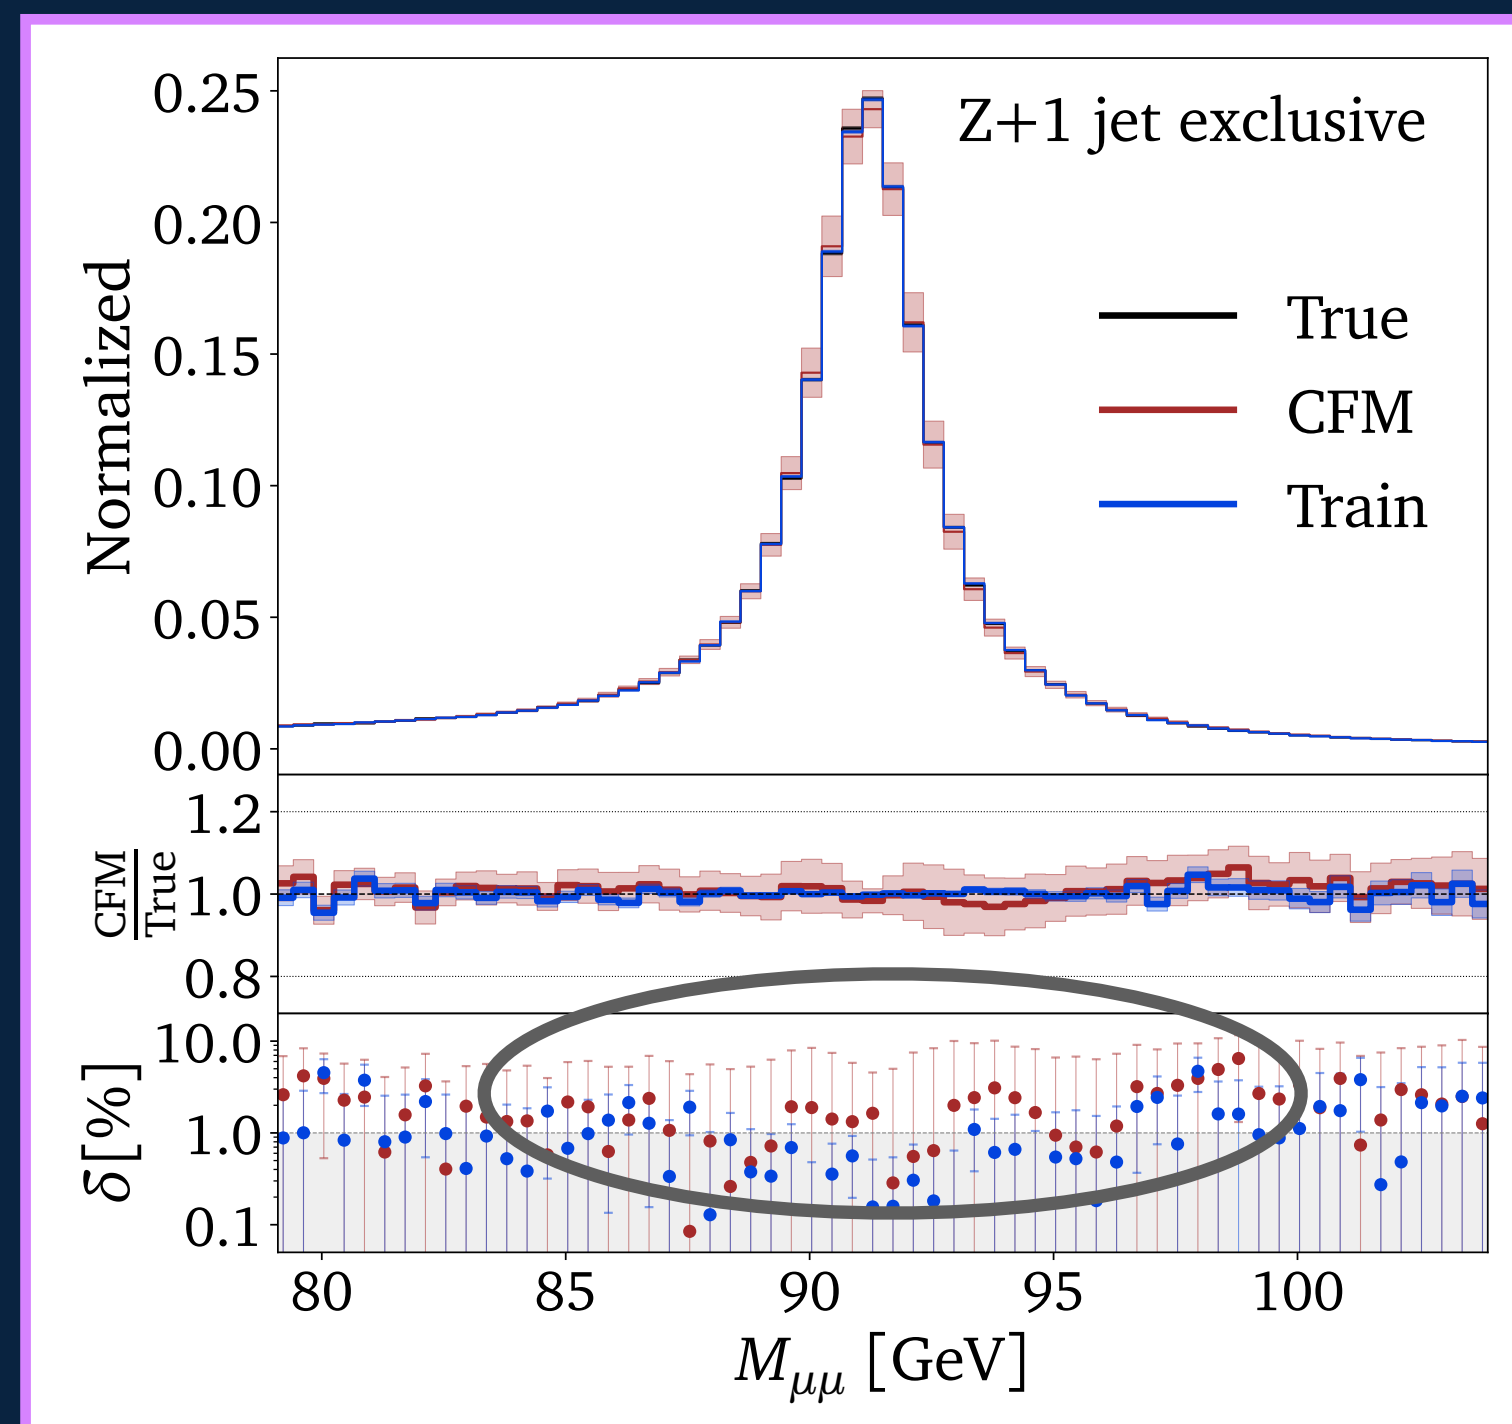 0.25
0.20
0.15
0.10
0.05
0.00
Normalized
Z+1 jet exclusive
True
CFM
Train
1.2
1.0
0.8
CFM
True
10.0
1.0
0.1
δ[%]
80 85 90 95 100
Mμμ [GeV]